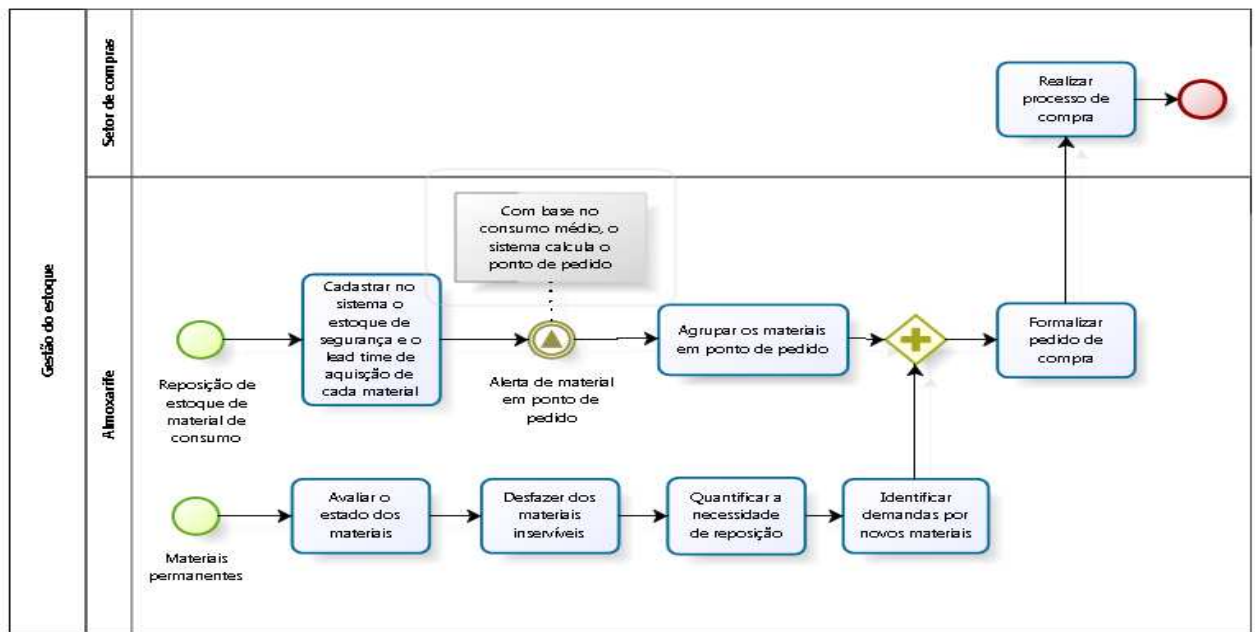 Gestão do estoque
Setor de compras
Realizar
processo de
compra
Almoxarife
Com base no
consumo médio, o
sistema calcula o
ponto de pedido
Reposição de
estoque de
material de
consumo
Cadastrar no
sistema o
estoque de
segurança e o
lead time de
aquisção de
cada material
Alerta de material
em ponto de
pedido
Agrupar os materiais
em ponto de pedido
Formalizar
pedido de
compra
Materiais
permanentes
Avaliar o
estado dos
materiais
Desfazer dos
materiais
inservíveis
Quantificar a
necessidade
de reposição
Identificar
demandas por
novos materiais